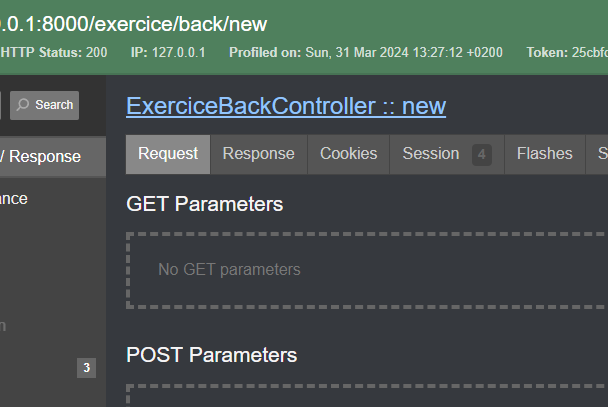 .0.1:8000/exercice/back/new
HTTP Status: 200 IP: 127.0.0.1 Profiled on: Sun, 31 Mar 2024 13:27:12 +0200 Token: 25cbf
Search
ExerciceBackController :: new
/ Response
Request Response Cookies Session 4 Flashes S
ance
GET Parameters
No GET parameters
n
POST Parameters
3